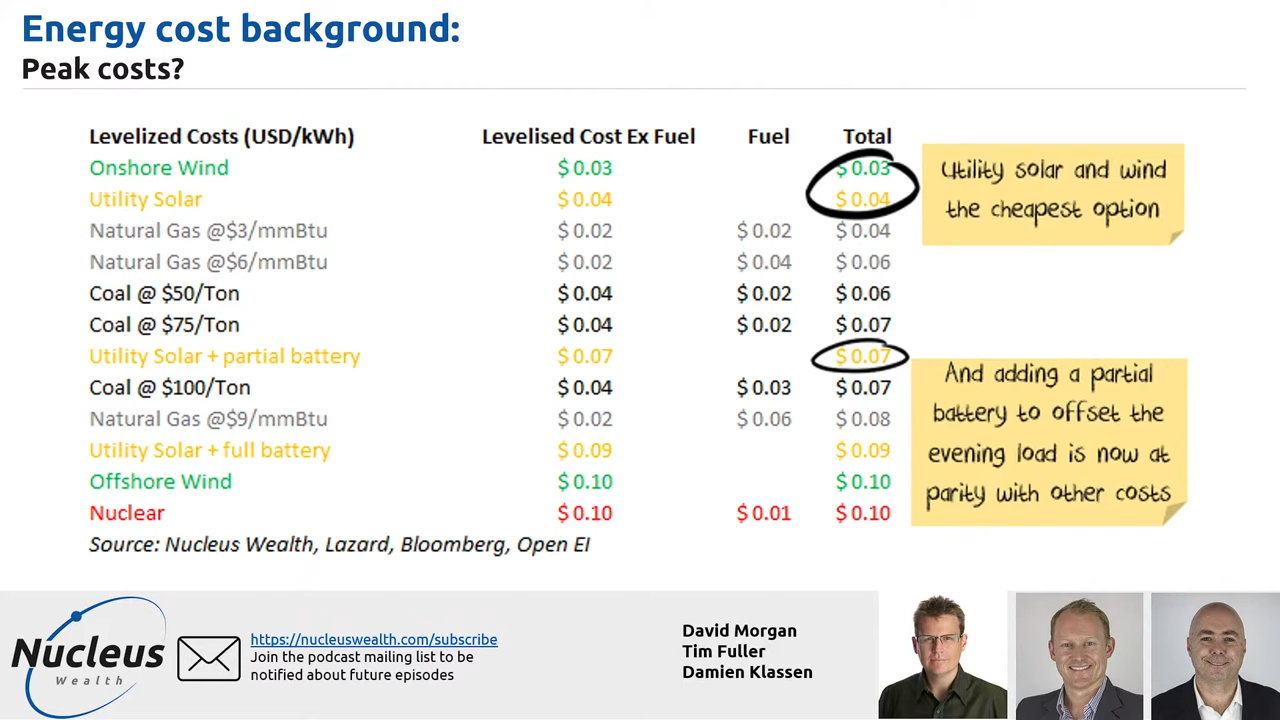 Energy cost background:
Peak costs?
Levelized Costs (USD/kWh) Levelised Cost Ex Fuel Fuel Total
Onshore Wind $ 0.03 $ 0.03
Utility Solar $ 0.04 $ 0.04
Natural Gas @$3/mmBtu $ 0.02 $ 0.02 $ 0.04
Natural Gas @$6/mmBtu $ 0.02 $ 0.04 $ 0.06
Coal @ $50/Ton $ 0.04 $ 0.02 $ 0.06
Coal @ $75/Ton $ 0.04 $ 0.02 $ 0.07
Utility Solar + partial battery $ 0.07 $ 0.07
Coal @ $100/Ton $ 0.04 $ 0.03 $ 0.07
Natural Gas @$9/mmBtu $ 0.02 $ 0.06 $ 0.08
Utility Solar + full battery $ 0.09 $ 0.09
Offshore Wind $ 0.10 $ 0.10
Nuclear $ 0.10 $ 0.01 $ 0.10
Source: Nucleus Wealth, Lazard, Bloomberg, Open EI
Utility solar and wind
the cheapest option
And adding a partial
battery to offset the
evening load is now at
parity with other costs
Nucleus
Wealth
https://nucleuswealth.com/subscribe
Join the podcast mailing list to be
notified about future episodes
David Morgan
Tim Fuller
Damien Klassen